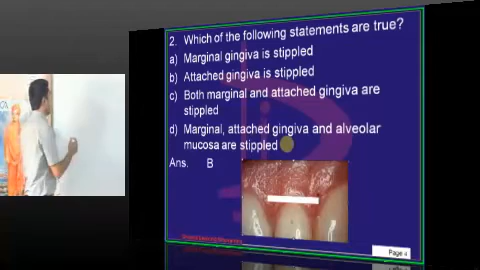 2. Which of the following statements are true?
a) Marginal gingiva is stippled
b) Attached gingiva is stippled
c) Both marginal and attached gingiva are
stippled
d) Marginal, attached gingiva and alveolar
mucosa are stippled
Ans. B
Page 4